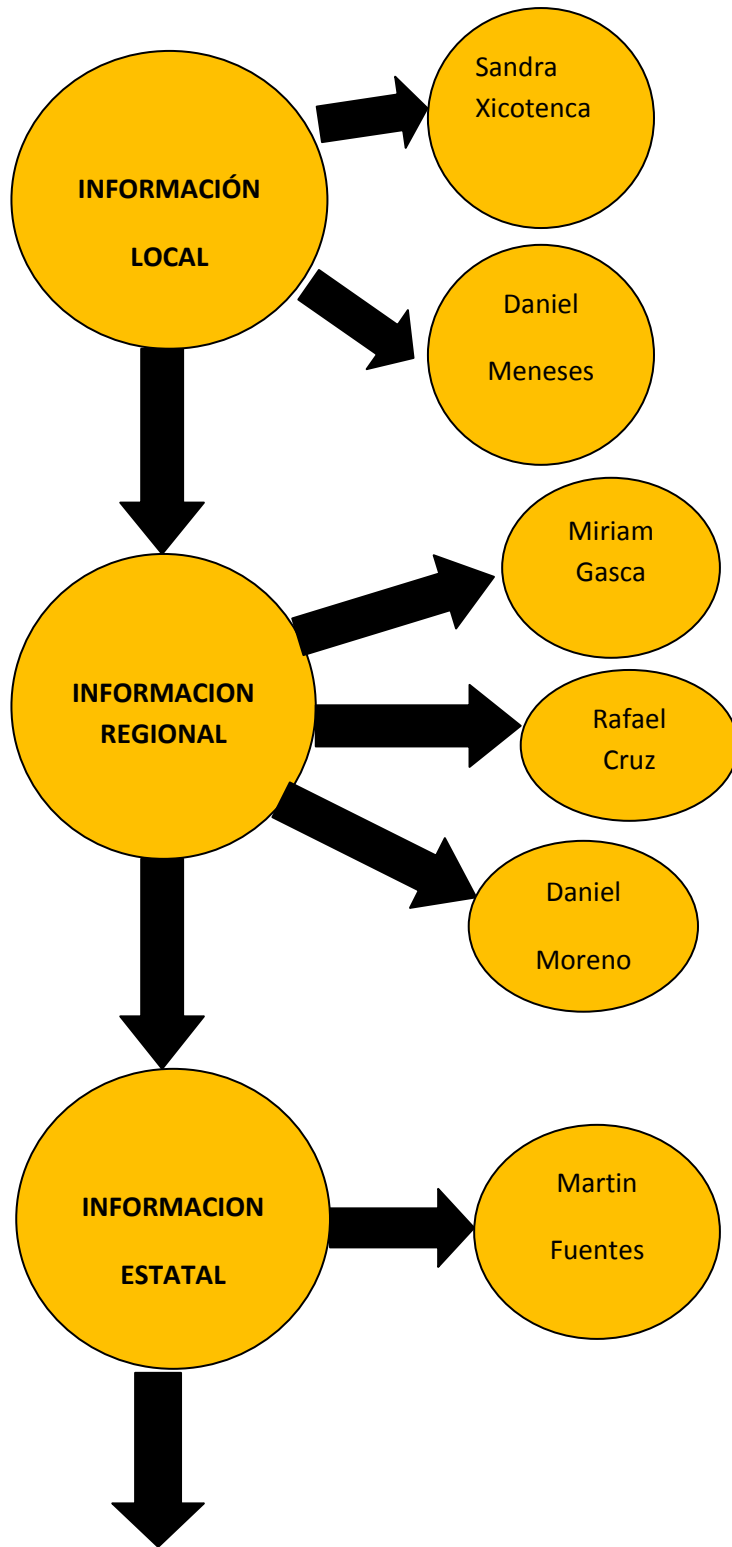 INFORMACIÓN
LOCAL
Sandra
Xicotenca
Daniel
Meneses
INFORMACION
REGIONAL
Miriam
Gasca
Rafael
Cruz
Daniel
Moreno
INFORMACION
ESTATAL
Martin
Fuentes